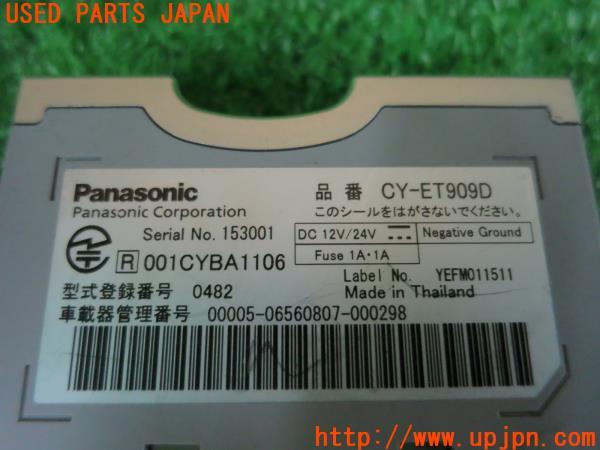 USED PARTS JAPAN
Panasonic
品番 CY-ET909D
Panasonic Corporation
このシールをはがさないでください。
Serial No. 153001
DC 12V/24V
Negative Ground
Fuse 1A・1A
R 001CYBA1106
Label No. YEFM011511
型式登録番号 0482
Made in Thailand
車載器管理番号 00005-06560807-000298
http://www.upjpn.com/